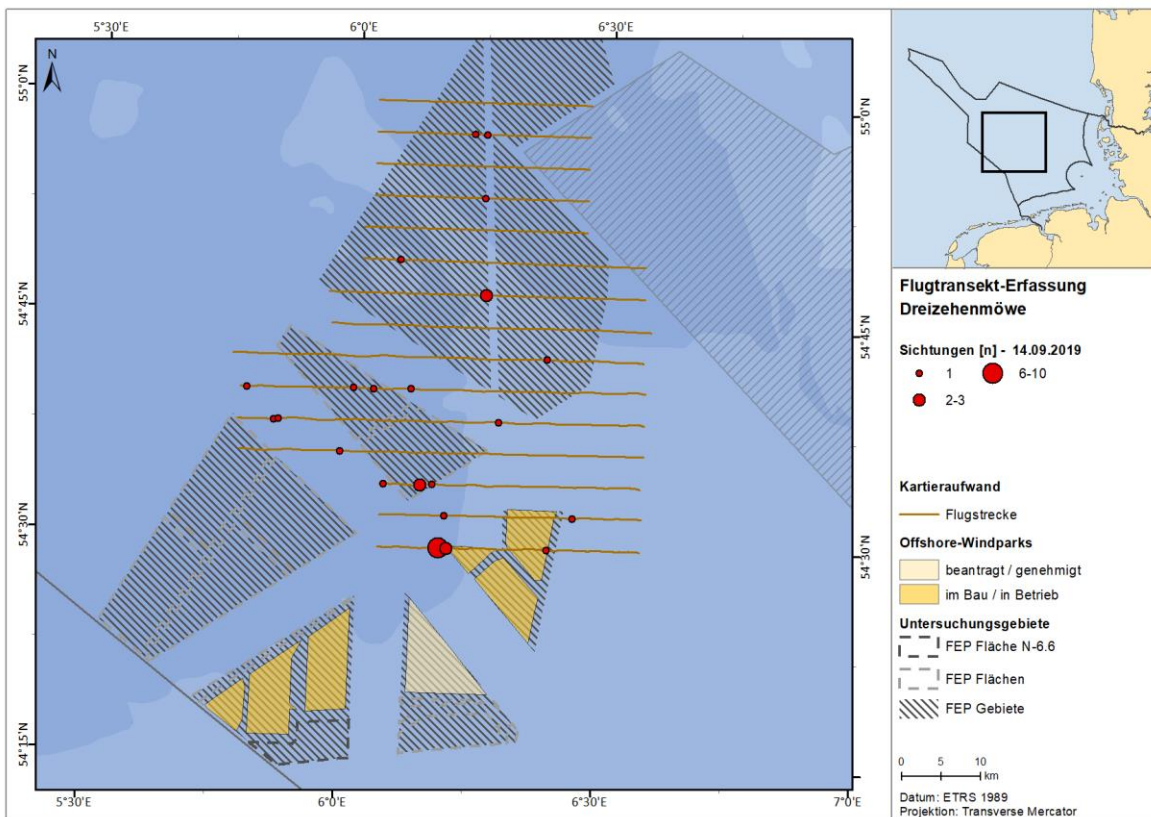 5°30'E 6°0'E 6°30'E
N
55°0'N
55°0'N
54°45'N
54°45'N
54°30'N
54°30'N
54°15'N
5°30'E 6°0'E 6°30'E 7°0'E
Flugtransekt-Erfassung
Dreizehenmöwe
Sichtungen [n] - 14.09.2019
1 6-10
2-3
Kartieraufwand
Flugstrecke
Offshore-Windparks
beantragt / genehmigt
im Bau / in Betrieb
Untersuchungsgebiete
FEP Fläche N-6.6
FEP Flächen
FEP Gebiete
0 5 10
km
Datum: ETRS 1989
Projektion: Transverse Mercator